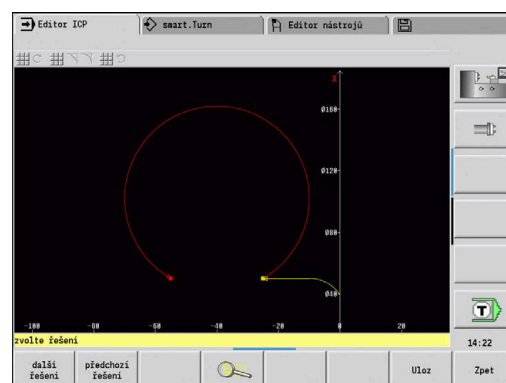 Editor ICP
smart.Turn
Editor nástrojů
X
Ø160
Ø120
Ø80
Ø40
-100 -80 -60 -40 -20 0 20
zvolte řešení
14:22
další řešení
předchozí řešení
Uloz
Zpet
T